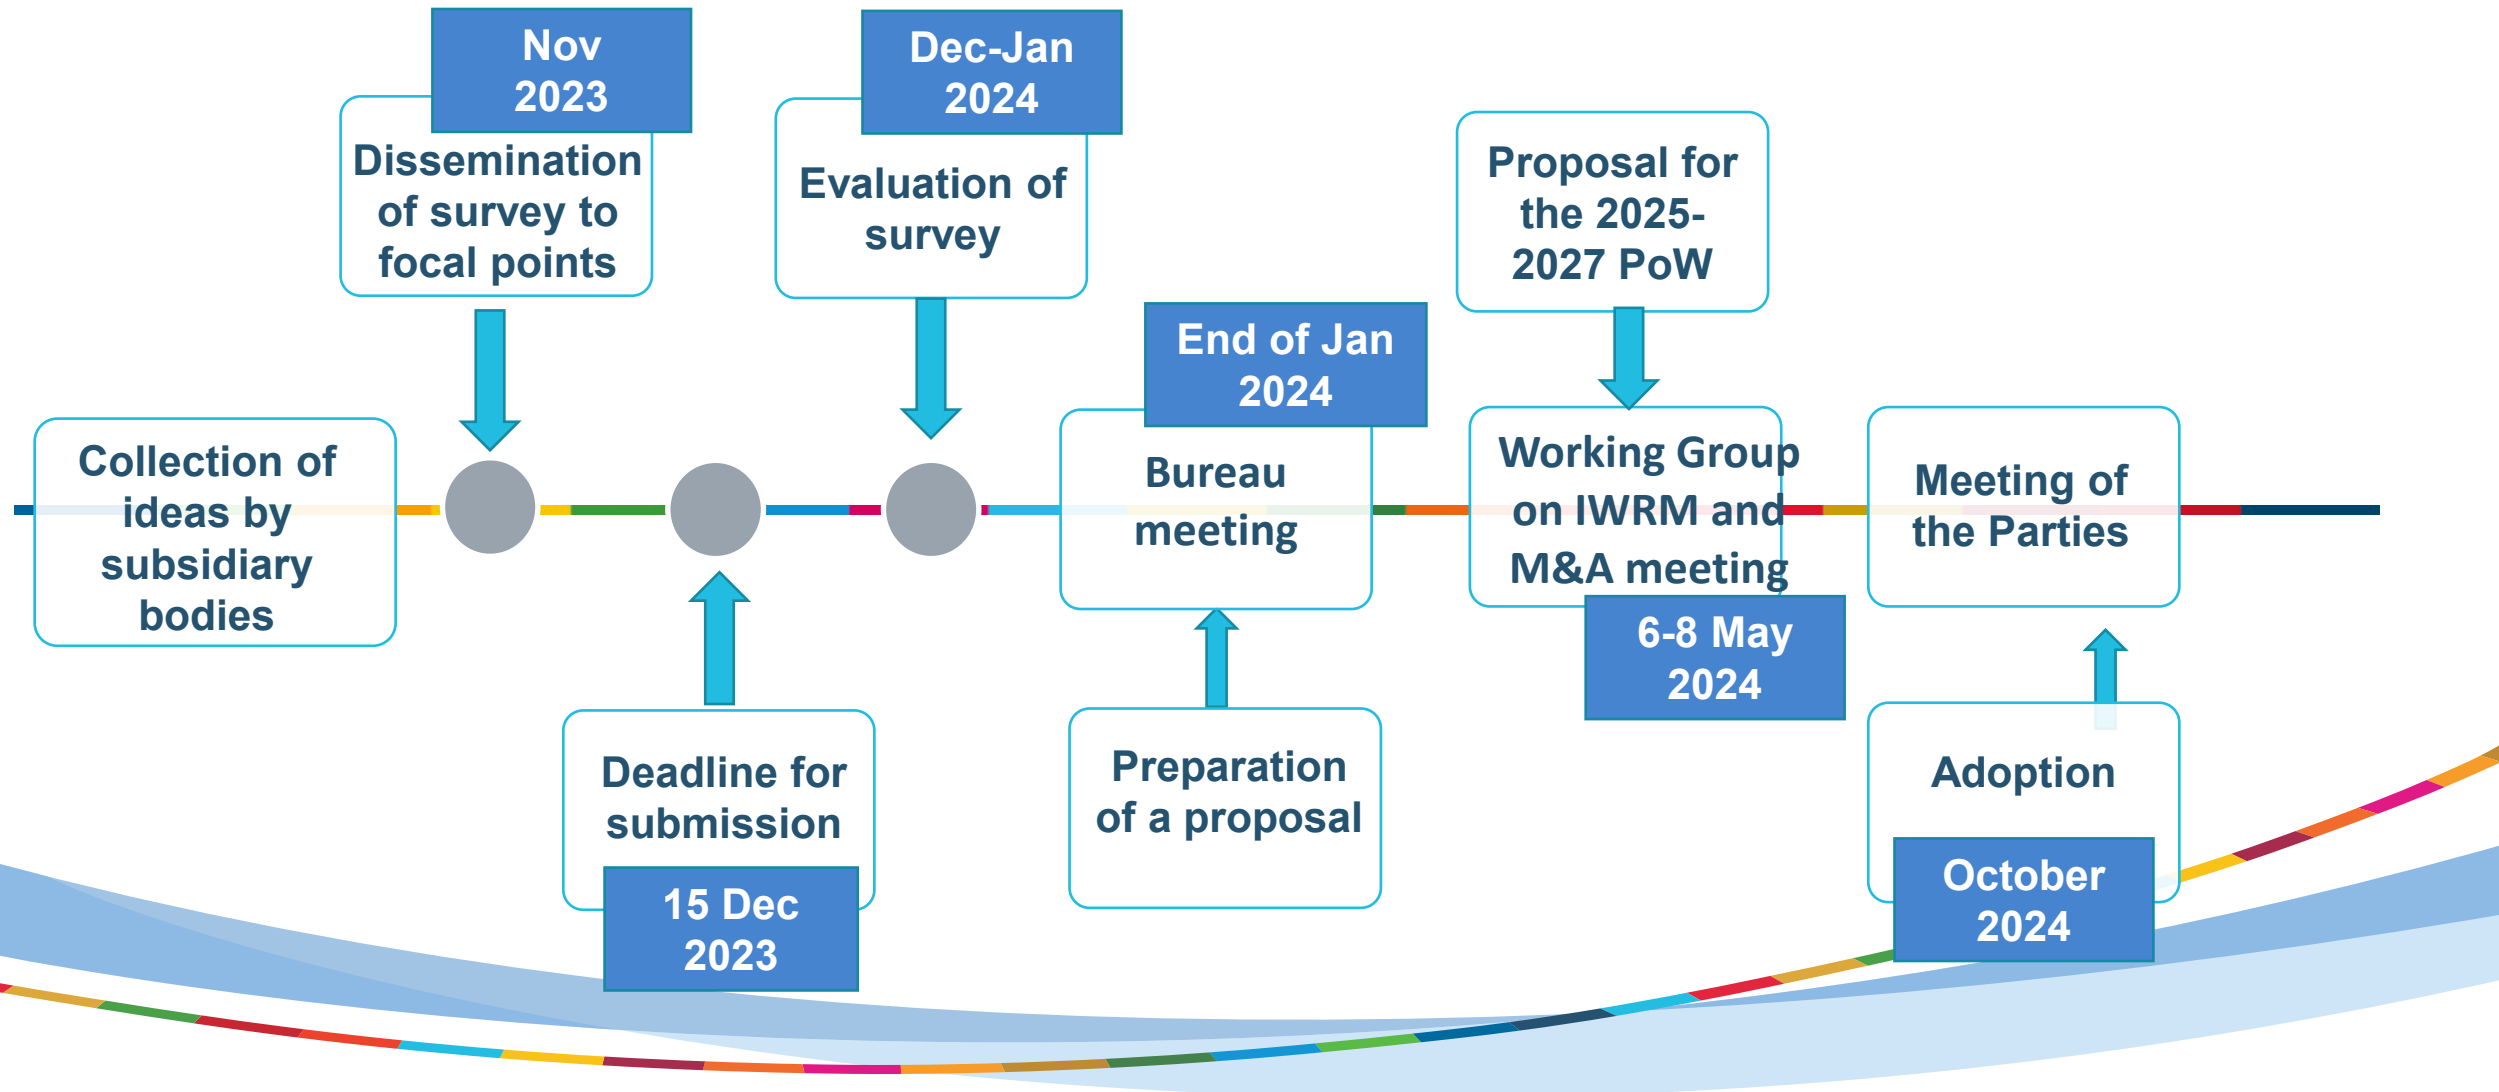 Nov
2023
Dissemination
of survey to
focal points
Dec-Jan
2024
Evaluation of
survey
Proposal for
the 2025-
2027 PoW
End of Jan
2024
Collection of
ideas by
subsidiary
bodies
Bureau
meeting
Working Group
on IWRM and
M&A meeting
6-8 May
2024
Meeting of
the Parties
Deadline for
submission
15 Dec
2023
Preparation
of a proposal
Adoption
October
2024